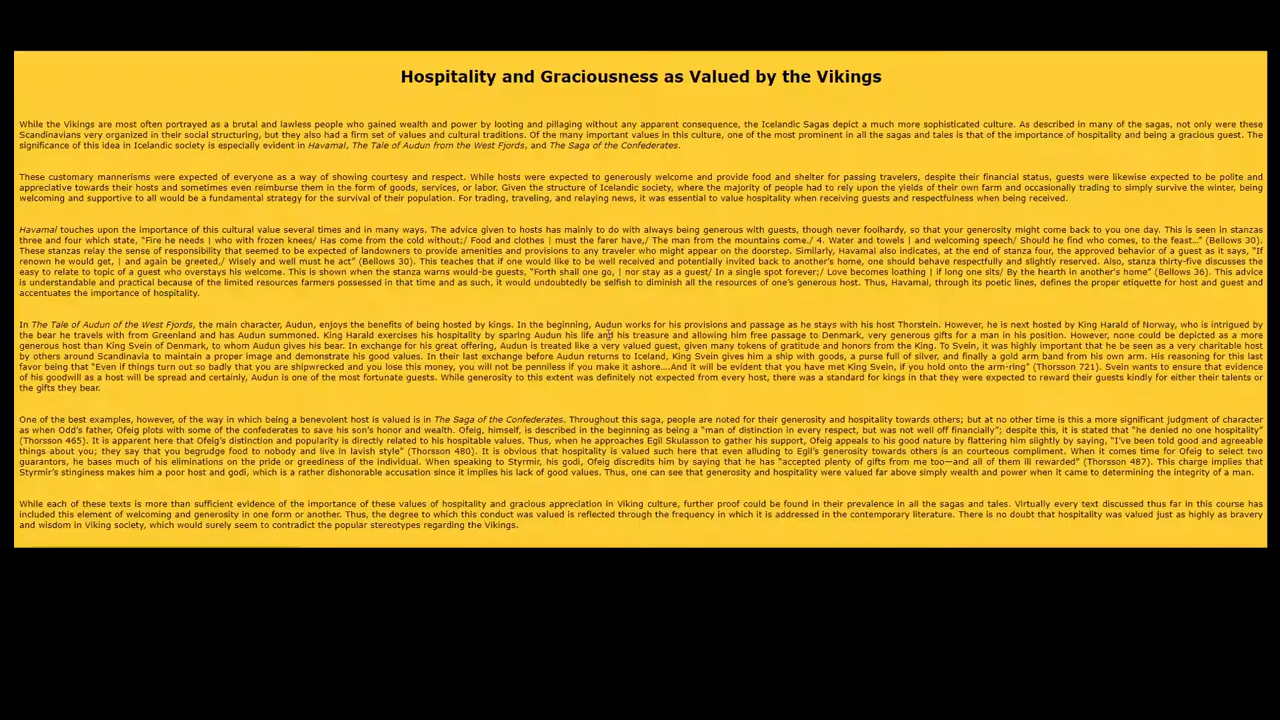 Hospitality and Graciousness as Valued by the Vikings
While the Vikings are most often portrayed as a brutal and lawless people who gained wealth and power by looting and pillaging without any apparent consequence, the Icelandic Sagas depict a much more sophisticated culture. As described in many of the sagas, not only were these
Scandinavians very organized in their social structuring, but they also had a firm set of values and cultural traditions. Of the many important values in this culture, one of the most prominent in all the sagas and tales is that of the importance of hospitality and being a gracious guest. The
significance of this idea in Icelandic society is especially evident in Havamal, The Tale of Audun from the West Fjords, and The Saga of the Confederates.
These customary mannerisms were expected of everyone as a way of showing courtesy and respect. While hosts were expected to generously welcome and provide food and shelter for passing travelers, despite their financial status, guests were likewise expected to be polite and
appreciative towards their hosts and sometimes even reimburse them in the form of goods, services, or labor. Given the structure of Icelandic society, where the majority of people had to rely upon the yields of their own farm and occasionally trading to simply survive the winter, being
welcoming and supportive to all would be a fundamental strategy for the survival of their population. For trading, traveling, and relaying news, it was essential to value hospitality when receiving guests and respectfulness when being received.
Havamal touches upon the importance of this cultural value several times and in many ways. The advice given to hosts has mainly to do with always being generous with guests, though never foolhardy, so that your generosity might come back to you one day. This is seen in stanzas
three and four which state, “Fire he needs | who with frozen knees/ Has come from the cold without;/ Food and clothes | must the farer have,/ The man from the mountains come./ 4. Water and towels | and welcoming speech/ Should he find who comes, to the feast…” (Bellows 30).
These stanzas relay the sense of responsibility that seemed to be expected of landowners to provide amenities and provisions to any traveler who might appear on the doorstep. Similarly, Havamal also indicates, at the end of stanza four, the approved behavior of a guest as it says, “If
renown he would get, | and again be greeted,/ Wisely and well must he act” (Bellows 30). This teaches that if one would like to be well received and potentially invited back to another’s home, one should behave respectfully and slightly reserved. Also, stanza thirty-five discusses the
easy to relate to topic of a guest who overstays his welcome. This is shown when the stanza warns would-be guests, “Forth shall one go, | nor stay as a guest/ In a single spot forever;/ Love becomes loathing | if long one sits/ By the hearth in another’s home” (Bellows 36). This advice
is understandable and practical because of the limited resources farmers possessed in that time and as such, it would undoubtedly be selfish to diminish all the resources of one’s generous host. Thus, Havamal, through its poetic lines, defines the proper etiquette for host and guest and
accentuates the importance of hospitality.
In The Tale of Audun of the West Fjords, the main character, Audun, enjoys the benefits of being hosted by kings. In the beginning, Audun works for his provisions and passage as he stays with his host Thorstein. However, he is next hosted by King Harald of Norway, who is intrigued by
the bear he travels with from Greenland and has Audun summoned. King Harald exercises his hospitality by sparing Audun his life and his treasure and allowing him free passage to Denmark, very generous gifts for a man in his position. However, none could be depicted as a more
generous host than King Svein of Denmark, to whom Audun gives his bear. In exchange for his great offering, Audun is treated like a very valued guest, given many tokens of gratitude and honors from the King. To Svein, it was highly important that he be seen as a very charitable host
by others around Scandinavia to maintain a proper image and demonstrate his good values. In their last exchange before Audun returns to Iceland, King Svein gives him a ship with goods, a purse full of silver, and finally a gold arm band from his own arm. His reasoning for this last
favor being that “Even if things turn out so badly that you are shipwrecked and you lose this money, you will not be penniless if you make it ashore….And it will be evident that you have met King Svein, if you hold onto the arm-ring” (Thorsson 721). Svein wants to ensure that evidence
of his goodwill as a host will be spread and certainly, Audun is one of the most fortunate guests. While generosity to this extent was definitely not expected from every host, there was a standard for kings in that they were expected to reward their guests kindly for either their talents or
the gifts they bear.
One of the best examples, however, of the way in which being a benevolent host is valued is in The Saga of the Confederates. Throughout this saga, people are noted for their generosity and hospitality towards others; but at no other time is this a more significant judgment of character
as when Odd’s father, Ofeig plots with some of the confederates to save his son’s honor and wealth. Ofeig, himself, is described in the beginning as being a “man of distinction in every respect, but was not well off financially”; despite this, it is stated that “he denied no one hospitality”
(Thorsson 465). It is apparent here that Ofeig’s distinction and popularity is directly related to his hospitable values. Thus, when he approaches Egil Skulasson to gather his support, Ofeig appeals to his good nature by flattering him slightly by saying, “I’ve been told good and agreeable
things about you; they say that you begrudge food to nobody and live in lavish style” (Thorsson 480). It is obvious that hospitality is valued such here that even alluding to Egil’s generosity towards others is an courteous compliment. When it comes time for Ofeig to select two
guarantors, he bases much of his eliminations on the pride or greediness of the individual. When speaking to Styrmir, his godi, Ofeig discredits him by saying that he has “accepted plenty of gifts from me too—and all of them ill rewarded” (Thorsson 487). This charge implies that
Styrmir’s stinginess makes him a poor host and godi, which is a rather dishonorable accusation since it implies his lack of good values. Thus, one can see that generosity and hospitality were valued far above simply wealth and power when it came to determining the integrity of a man.
While each of these texts is more than sufficient evidence of the importance of these values of hospitality and gracious appreciation in Viking culture, further proof could be found in their prevalence in all the sagas and tales. Virtually every text discussed thus far in this course has
included this element of welcoming and generosity in one form or another. Thus, the degree to which this conduct was valued is reflected through the frequency in which it is addressed in the contemporary literature. There is no doubt that hospitality was valued just as highly as bravery
and wisdom in Viking society, which would surely seem to contradict the popular stereotypes regarding the Vikings.